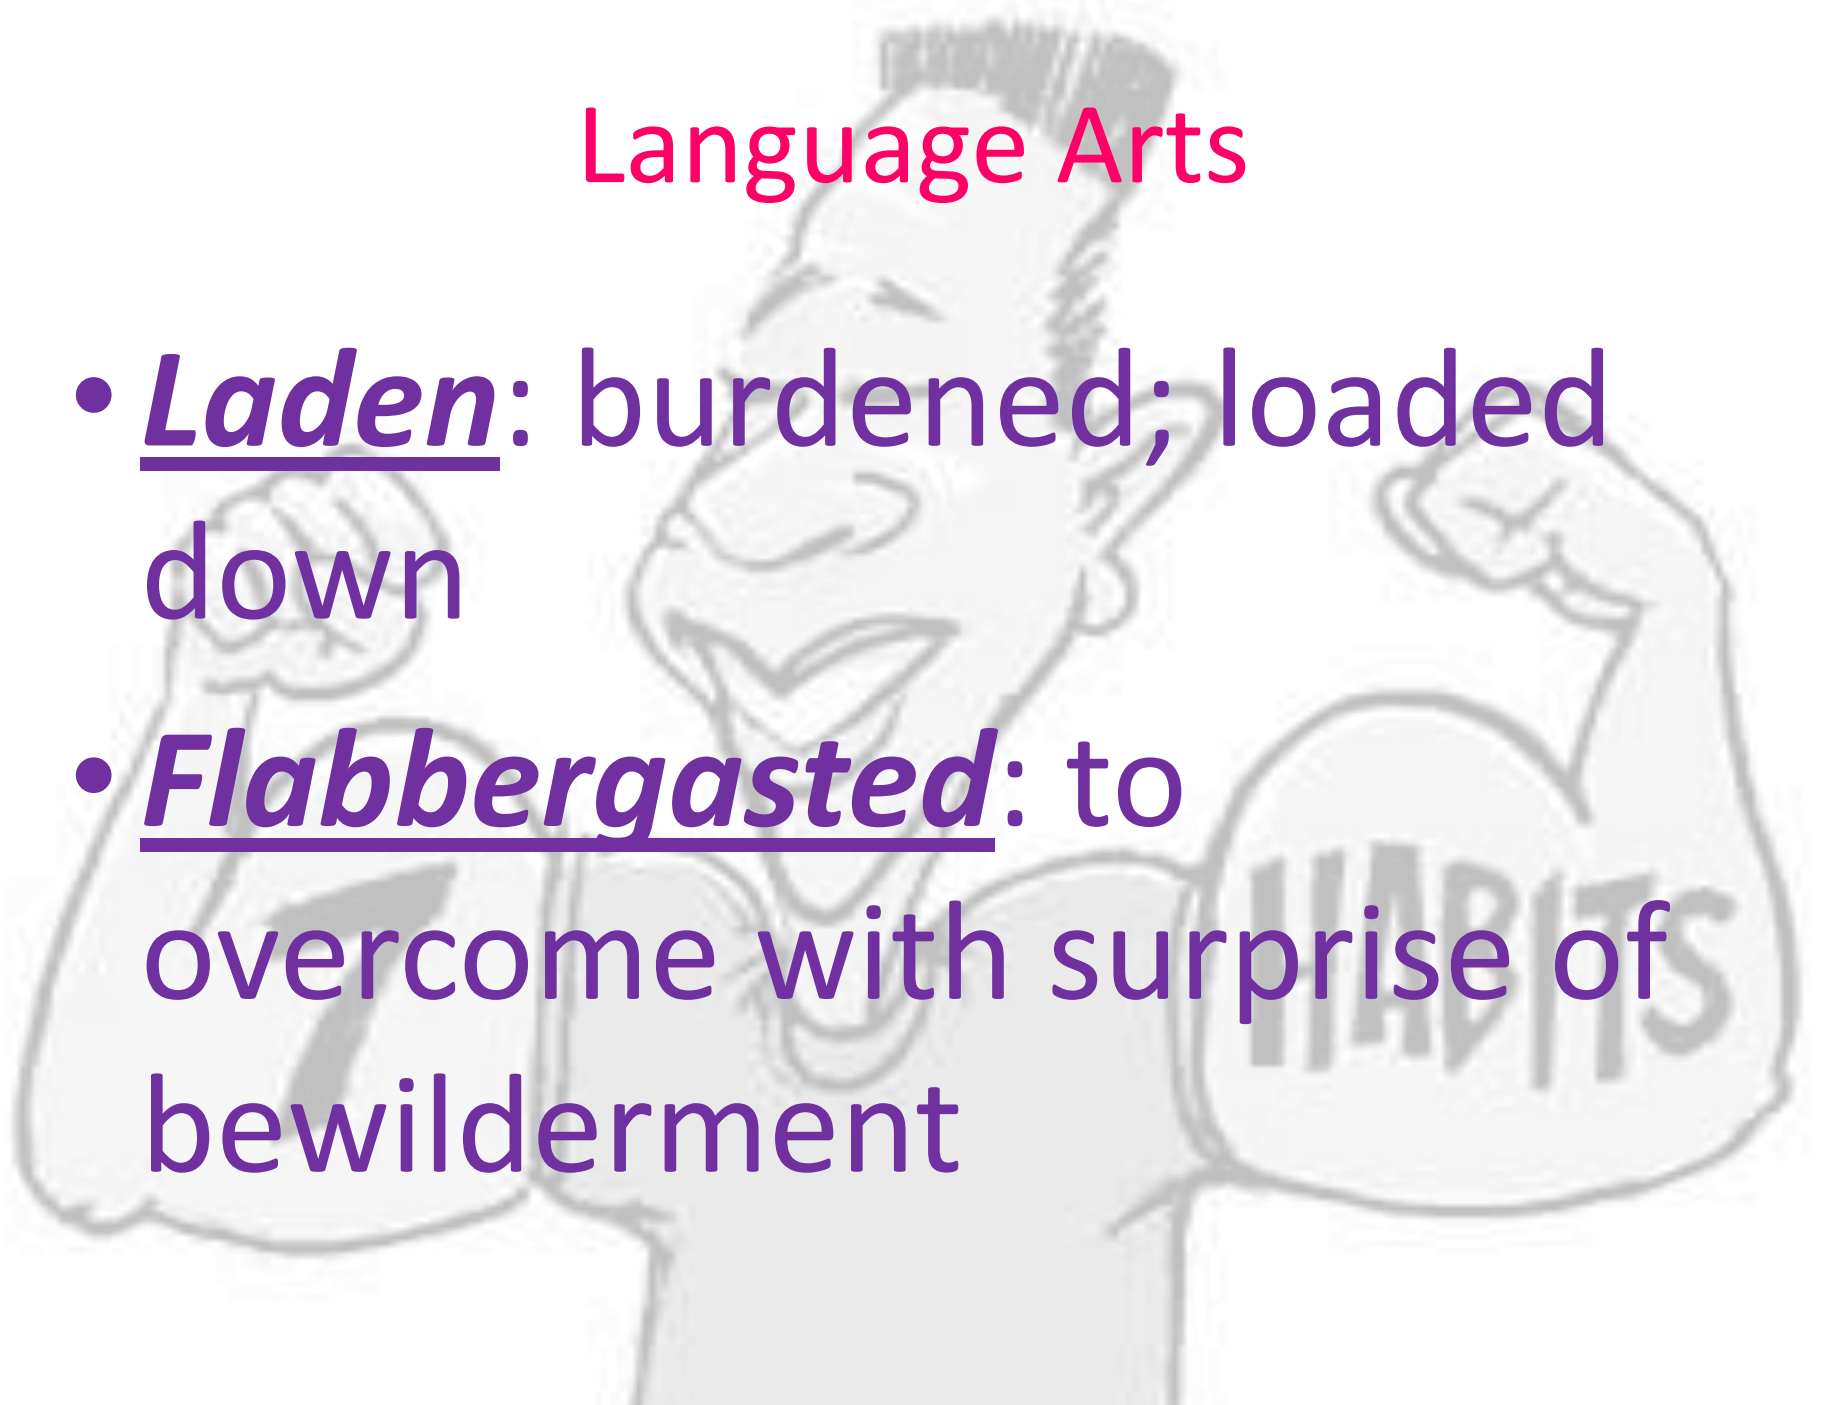 Language Arts
• Laden: burdened; loaded
down
• Flabbergasted: to
overcome with surprise of
bewilderment
7
HABITS